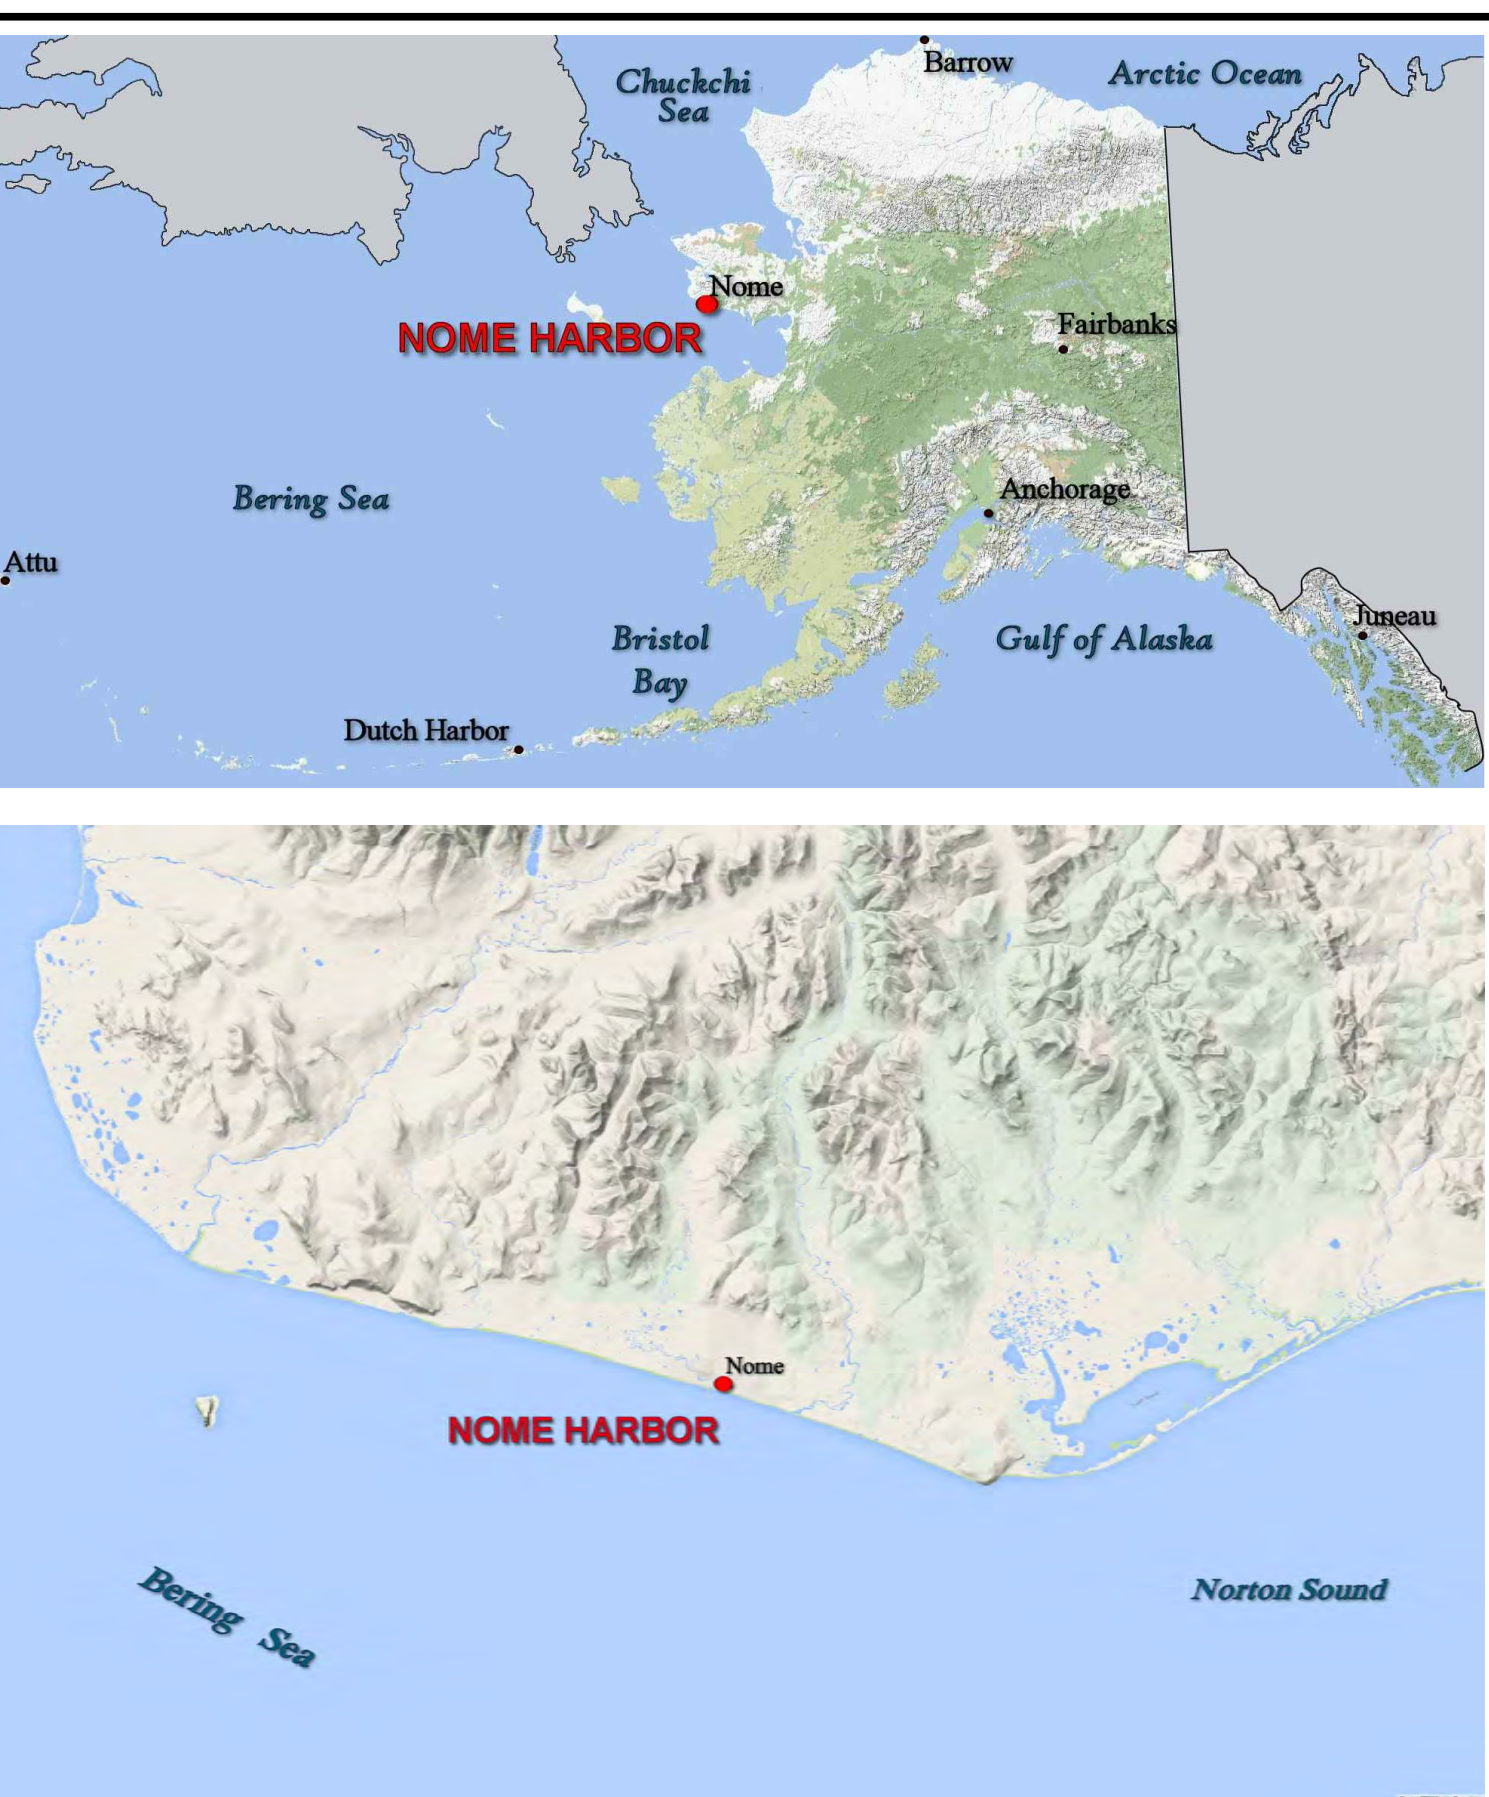 Barrow
Arctic Ocean
Chuckchi
Sea
Nome
NOME HARBOR
Fairbanks
Anchorage
Bering Sea
Attu
Juneau
Bristol
Bay
Gulf of Alaska
Dutch Harbor
Nome
NOME HARBOR
Bering Sea
Norton Sound